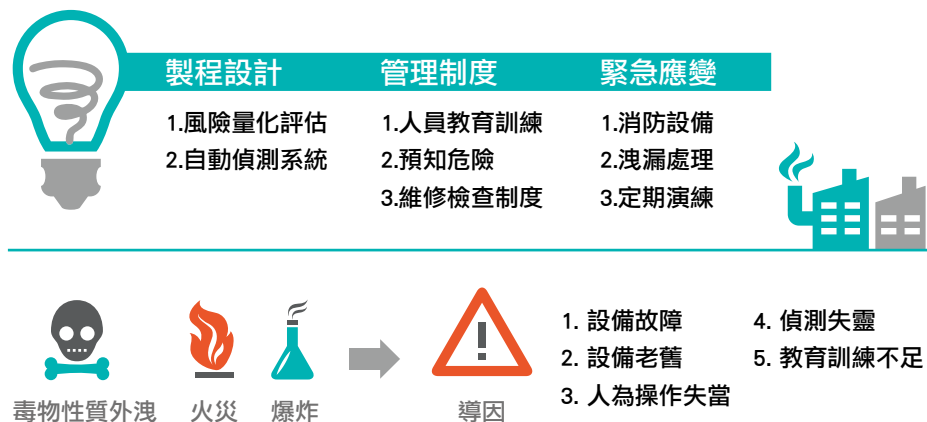 製程設計 管理制度 緊急應變
1.風險量化評估 1.人員教育訓練 1.消防設備
2.自動偵測系統 2.預知危險 2.洩漏處理
3.維修檢查制度 3.定期演練
1. 設備故障 4. 偵測失靈
2. 設備老舊 5. 教育訓練不足
3. 人為操作失當
毒物性質外洩 火災 爆炸 導因